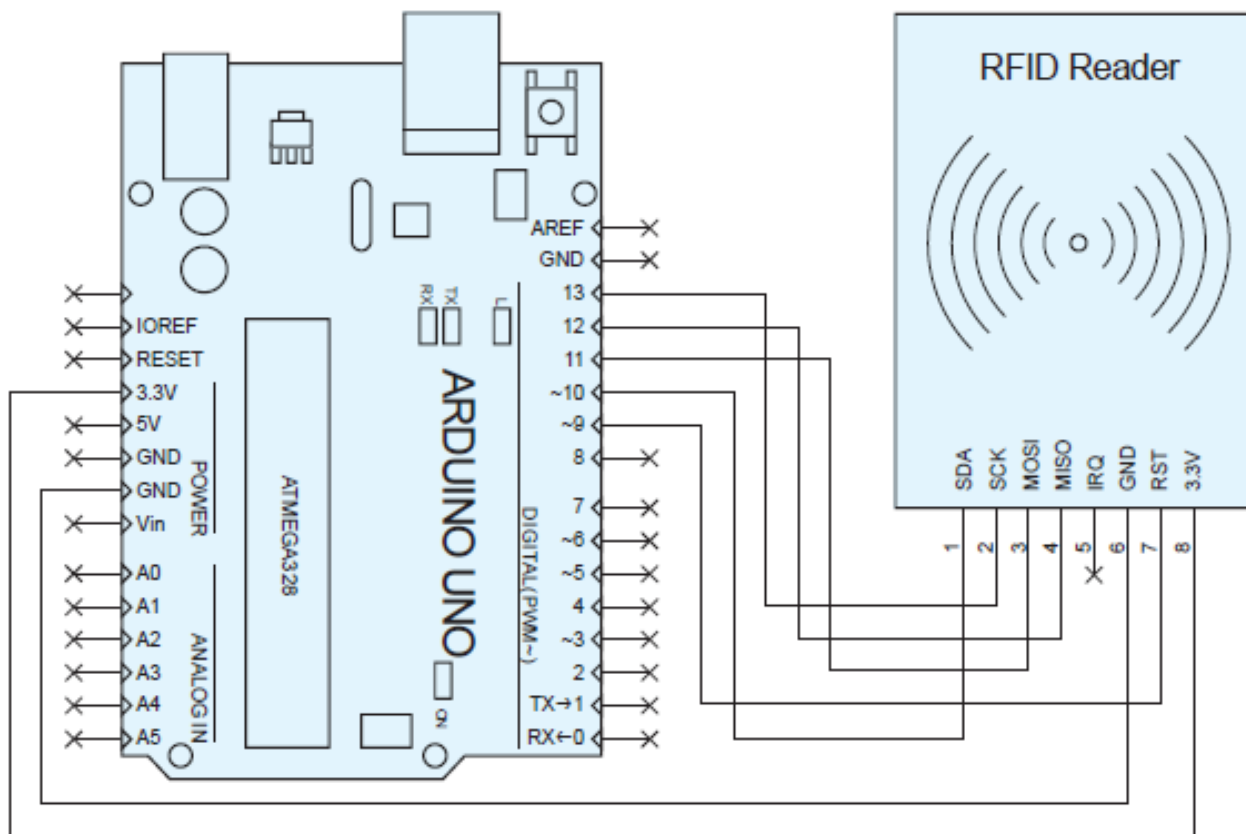 RFID Reader
AREF
GND
13
12
11
~10
~9
8
7
~6
~5
4
~3
2
TX→1
RX←0
DIGITAL(PWM~)
RX
TX
L
ARDUINO UNO
ON
ATMEGA328
IOREF
RESET
3.3V
5V
GND
GND
Vin
POWER
A0
A1
A2
A3
A4
A5
ANALOG IN
SDA
SCK
MOSI
MISO
IRQ
GND
RST
3.3V
1
2
3
4
5
6
7
8